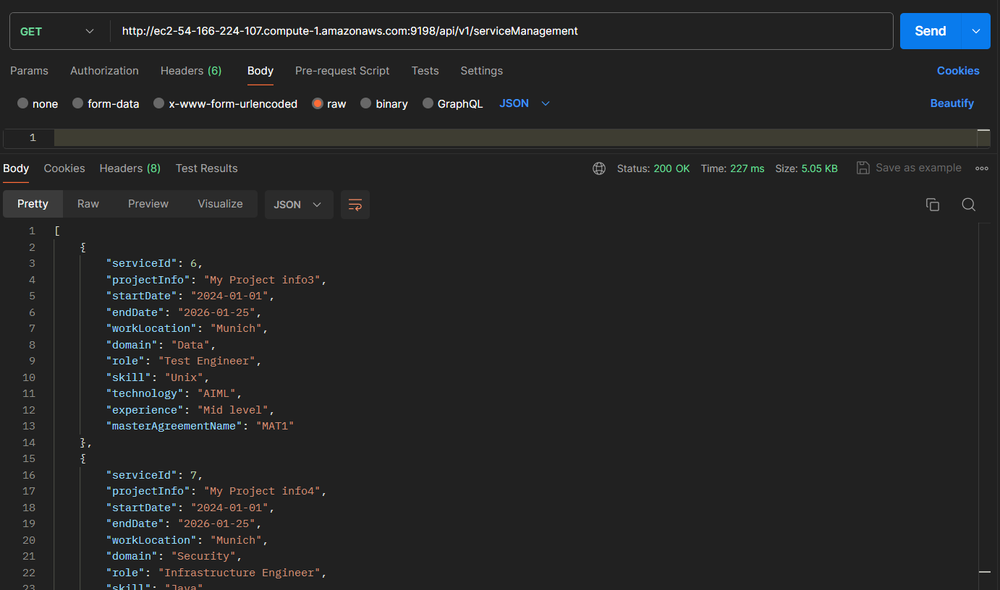 GET http://ec2-54-166-224-107.compute-1.amazonaws.com:9198/api/v1/serviceManagement Send
Params Authorization Headers (6) Body Pre-request Script Tests Settings Cookies
none form-data x-www-form-urlencoded raw binary GraphQL JSON Beautify
1
Body Cookies Headers (8) Test Results Status: 200 OK Time: 227 ms Size: 5.05 KB Save as example
Pretty Raw Preview Visualize JSON
1 [
2 {
3 "serviceId": 6,
4 "projectInfo": "My Project info3",
5 "startDate": "2024-01-01",
6 "endDate": "2026-01-25",
7 "workLocation": "Munich",
8 "domain": "Data",
9 "role": "Test Engineer",
10 "skill": "Unix",
11 "technology": "AIML",
12 "experience": "Mid level",
13 "masterAgreementName": "MAT1"
14 },
15 {
16 "serviceId": 7,
17 "projectInfo": "My Project info4",
18 "startDate": "2024-01-01",
19 "endDate": "2026-01-25",
20 "workLocation": "Munich",
21 "domain": "Security",
22 "role": "Infrastructure Engineer",
23 "skill": "Java"